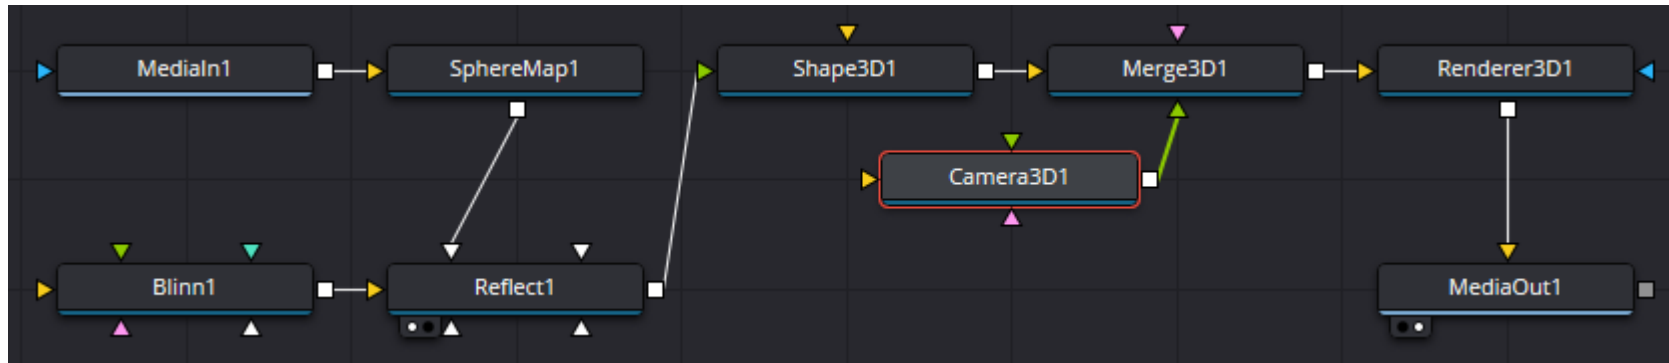 MediaIn1
SphereMap1
Shape3D1
Merge3D1
Renderer3D1
Camera3D1
Blinn1
Reflect1
MediaOut1